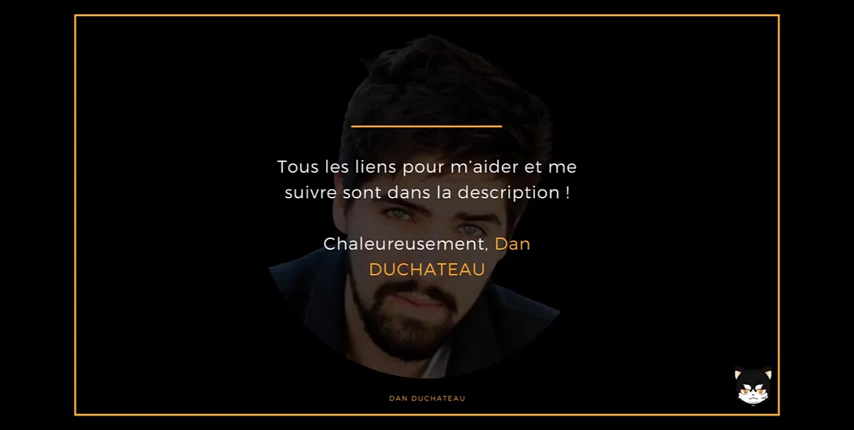 Tous les liens pour m’aider et me
suivre sont dans la description !
Chaleureusement, Dan
DUCHATEAU
DAN DUCHATEAU